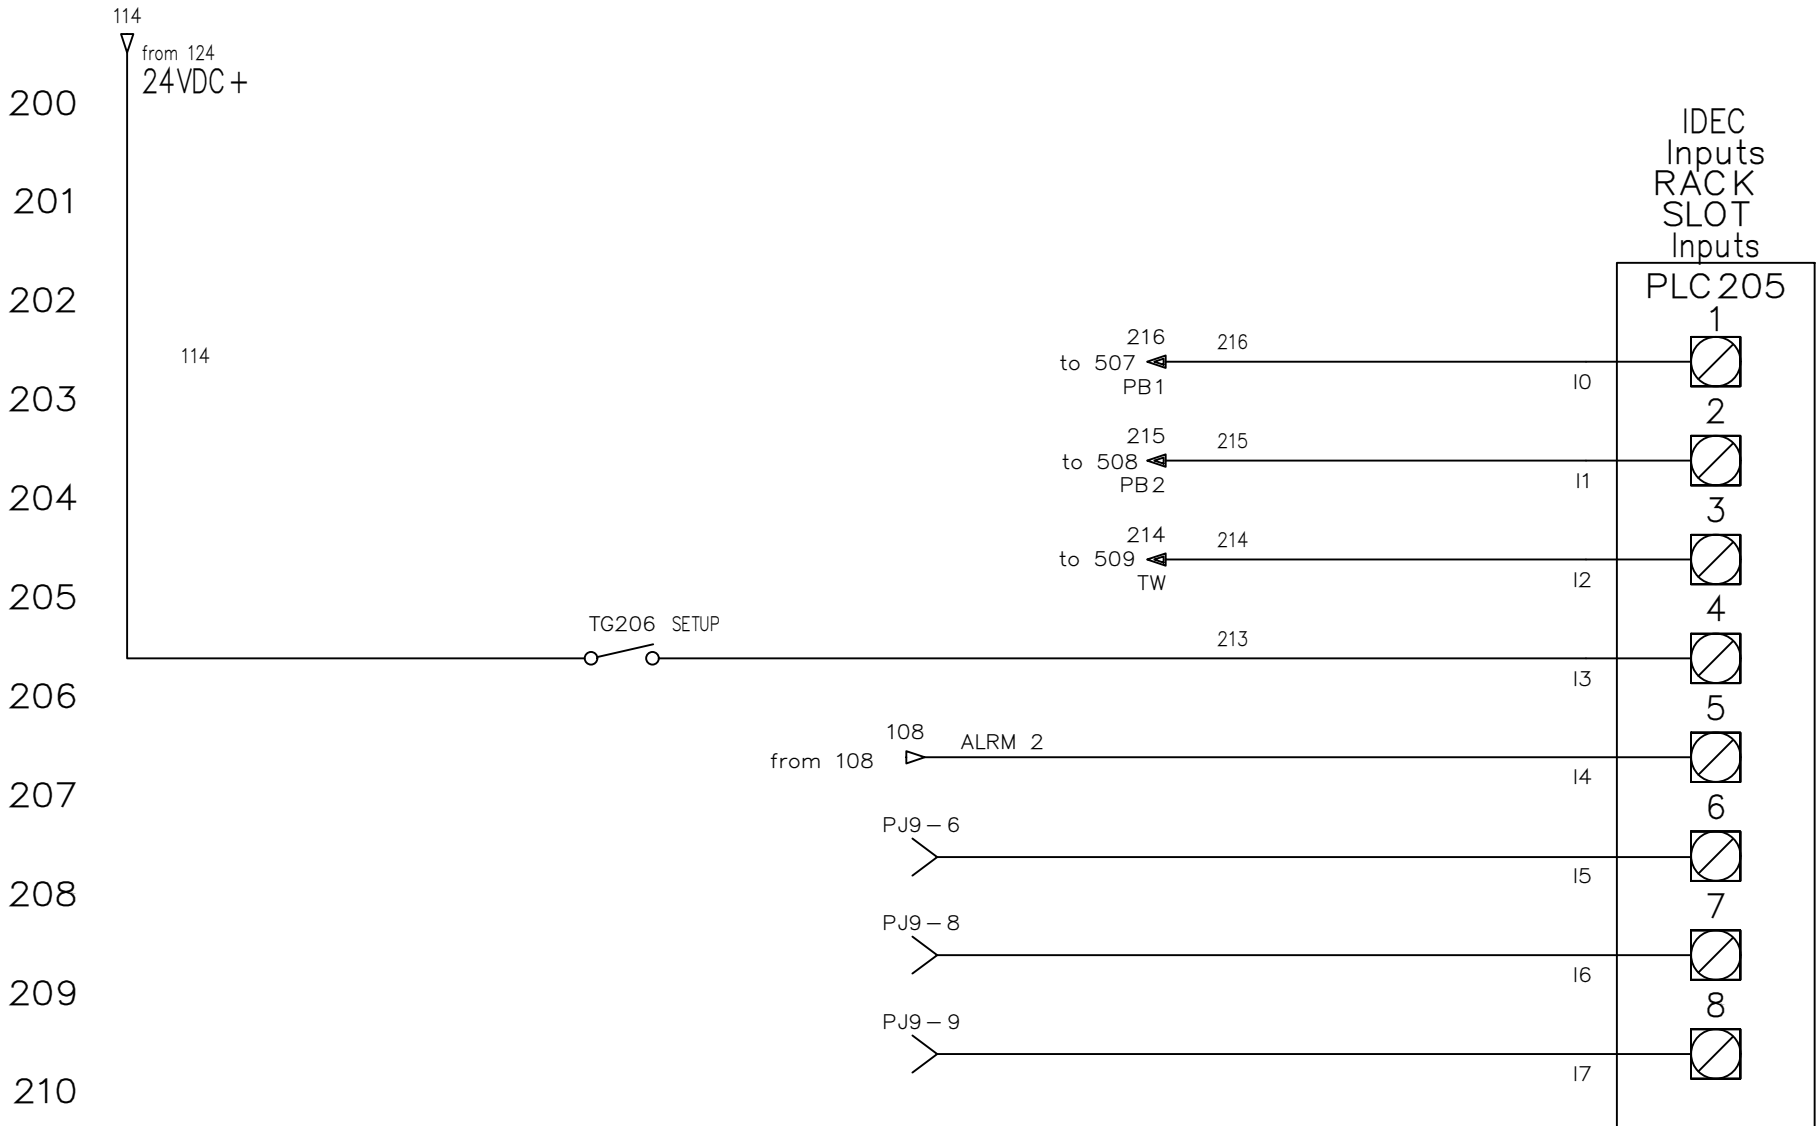 114
from 124
24VDC+
200
IDEC
Inputs
201
RACK
SLOT
Inputs
202
PLC205
1
216
216
to 507
114
PB1
I0
203
2
215
215
to 508
PB2
I1
204
3
214
214
to 509
TW
I2
205
4
TG206 SETUP
213
I3
206
5
108
from 108
ALRM 2
I4
207
6
PJ9-6
I5
208
7
PJ9-8
I6
209
8
PJ9-9
I7
210